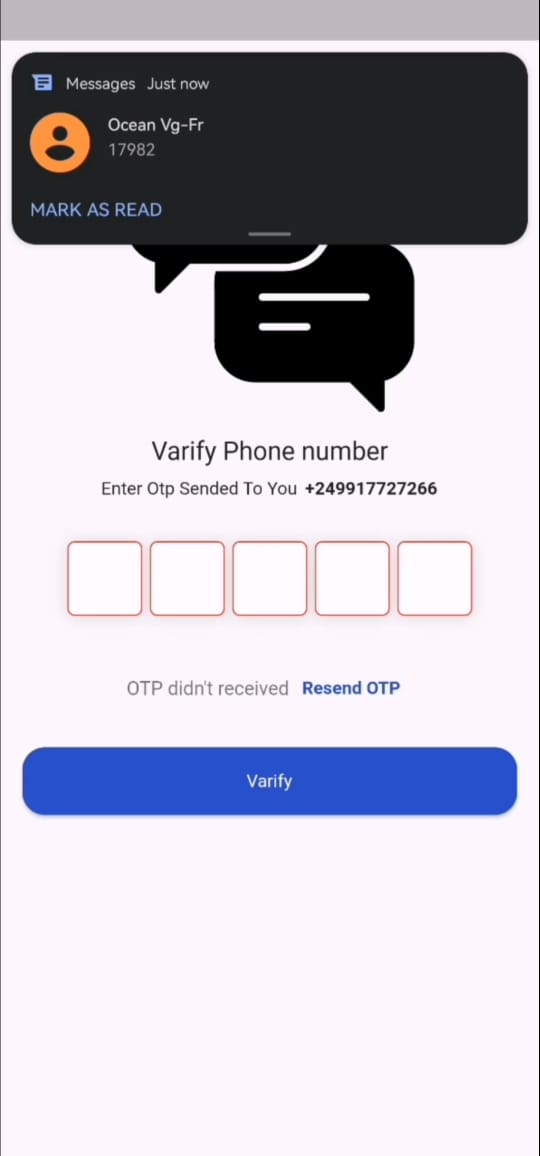 Messages Just now
Ocean Vg-Fr
17982
MARK AS READ
Varify Phone number
Enter Otp Sended To You +249917727266
OTP didn't received Resend OTP
Varify